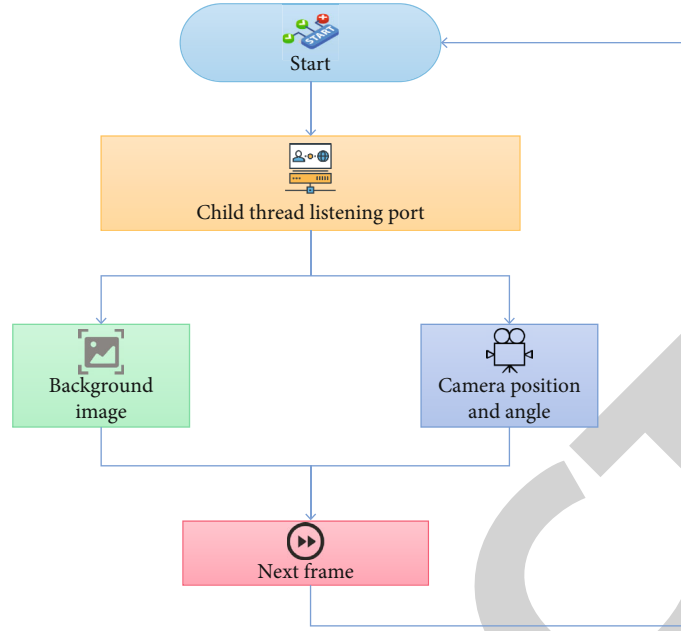 START
Start
Child thread listening port
Background
image
Camera position
and angle
Next frame